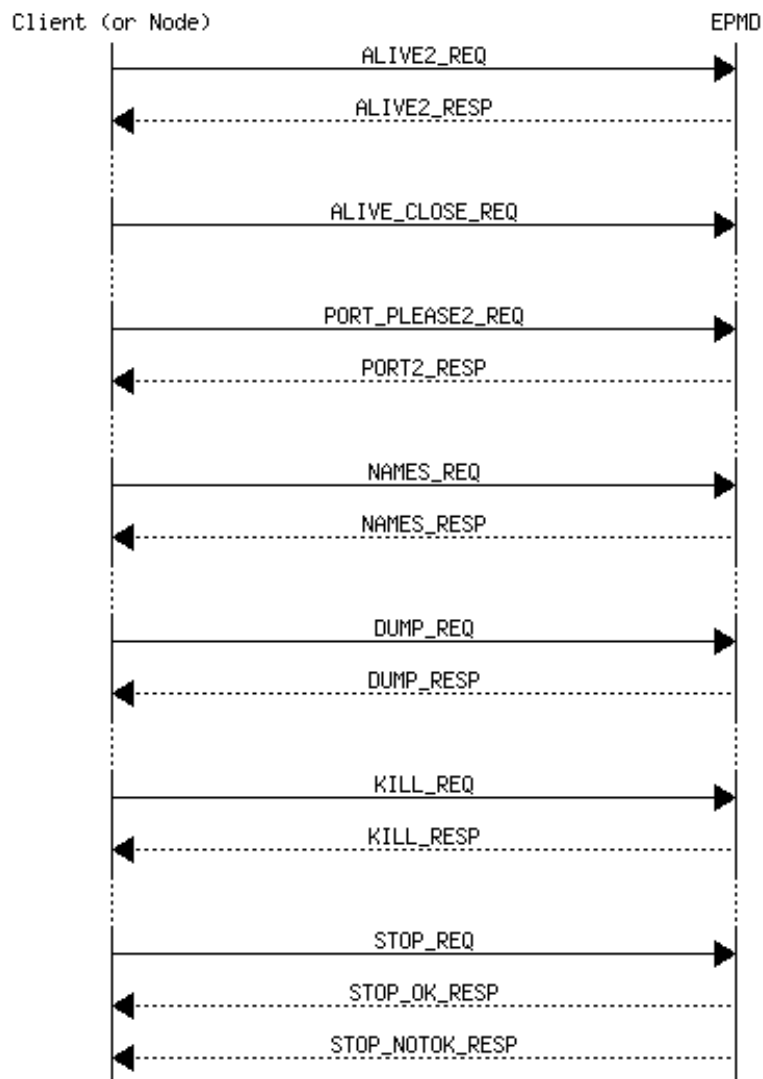 Client (or Node) EPMD
ALIVE2_REQ
ALIVE2_RESP
ALIVE_CLOSE_REQ
PORT_PLEASE2_REQ
PORT2_RESP
NAMES_REQ
NAMES_RESP
DUMP_REQ
DUMP_RESP
KILL_REQ
KILL_RESP
STOP_REQ
STOP_OK_RESP
STOP_NOTOK_RESP